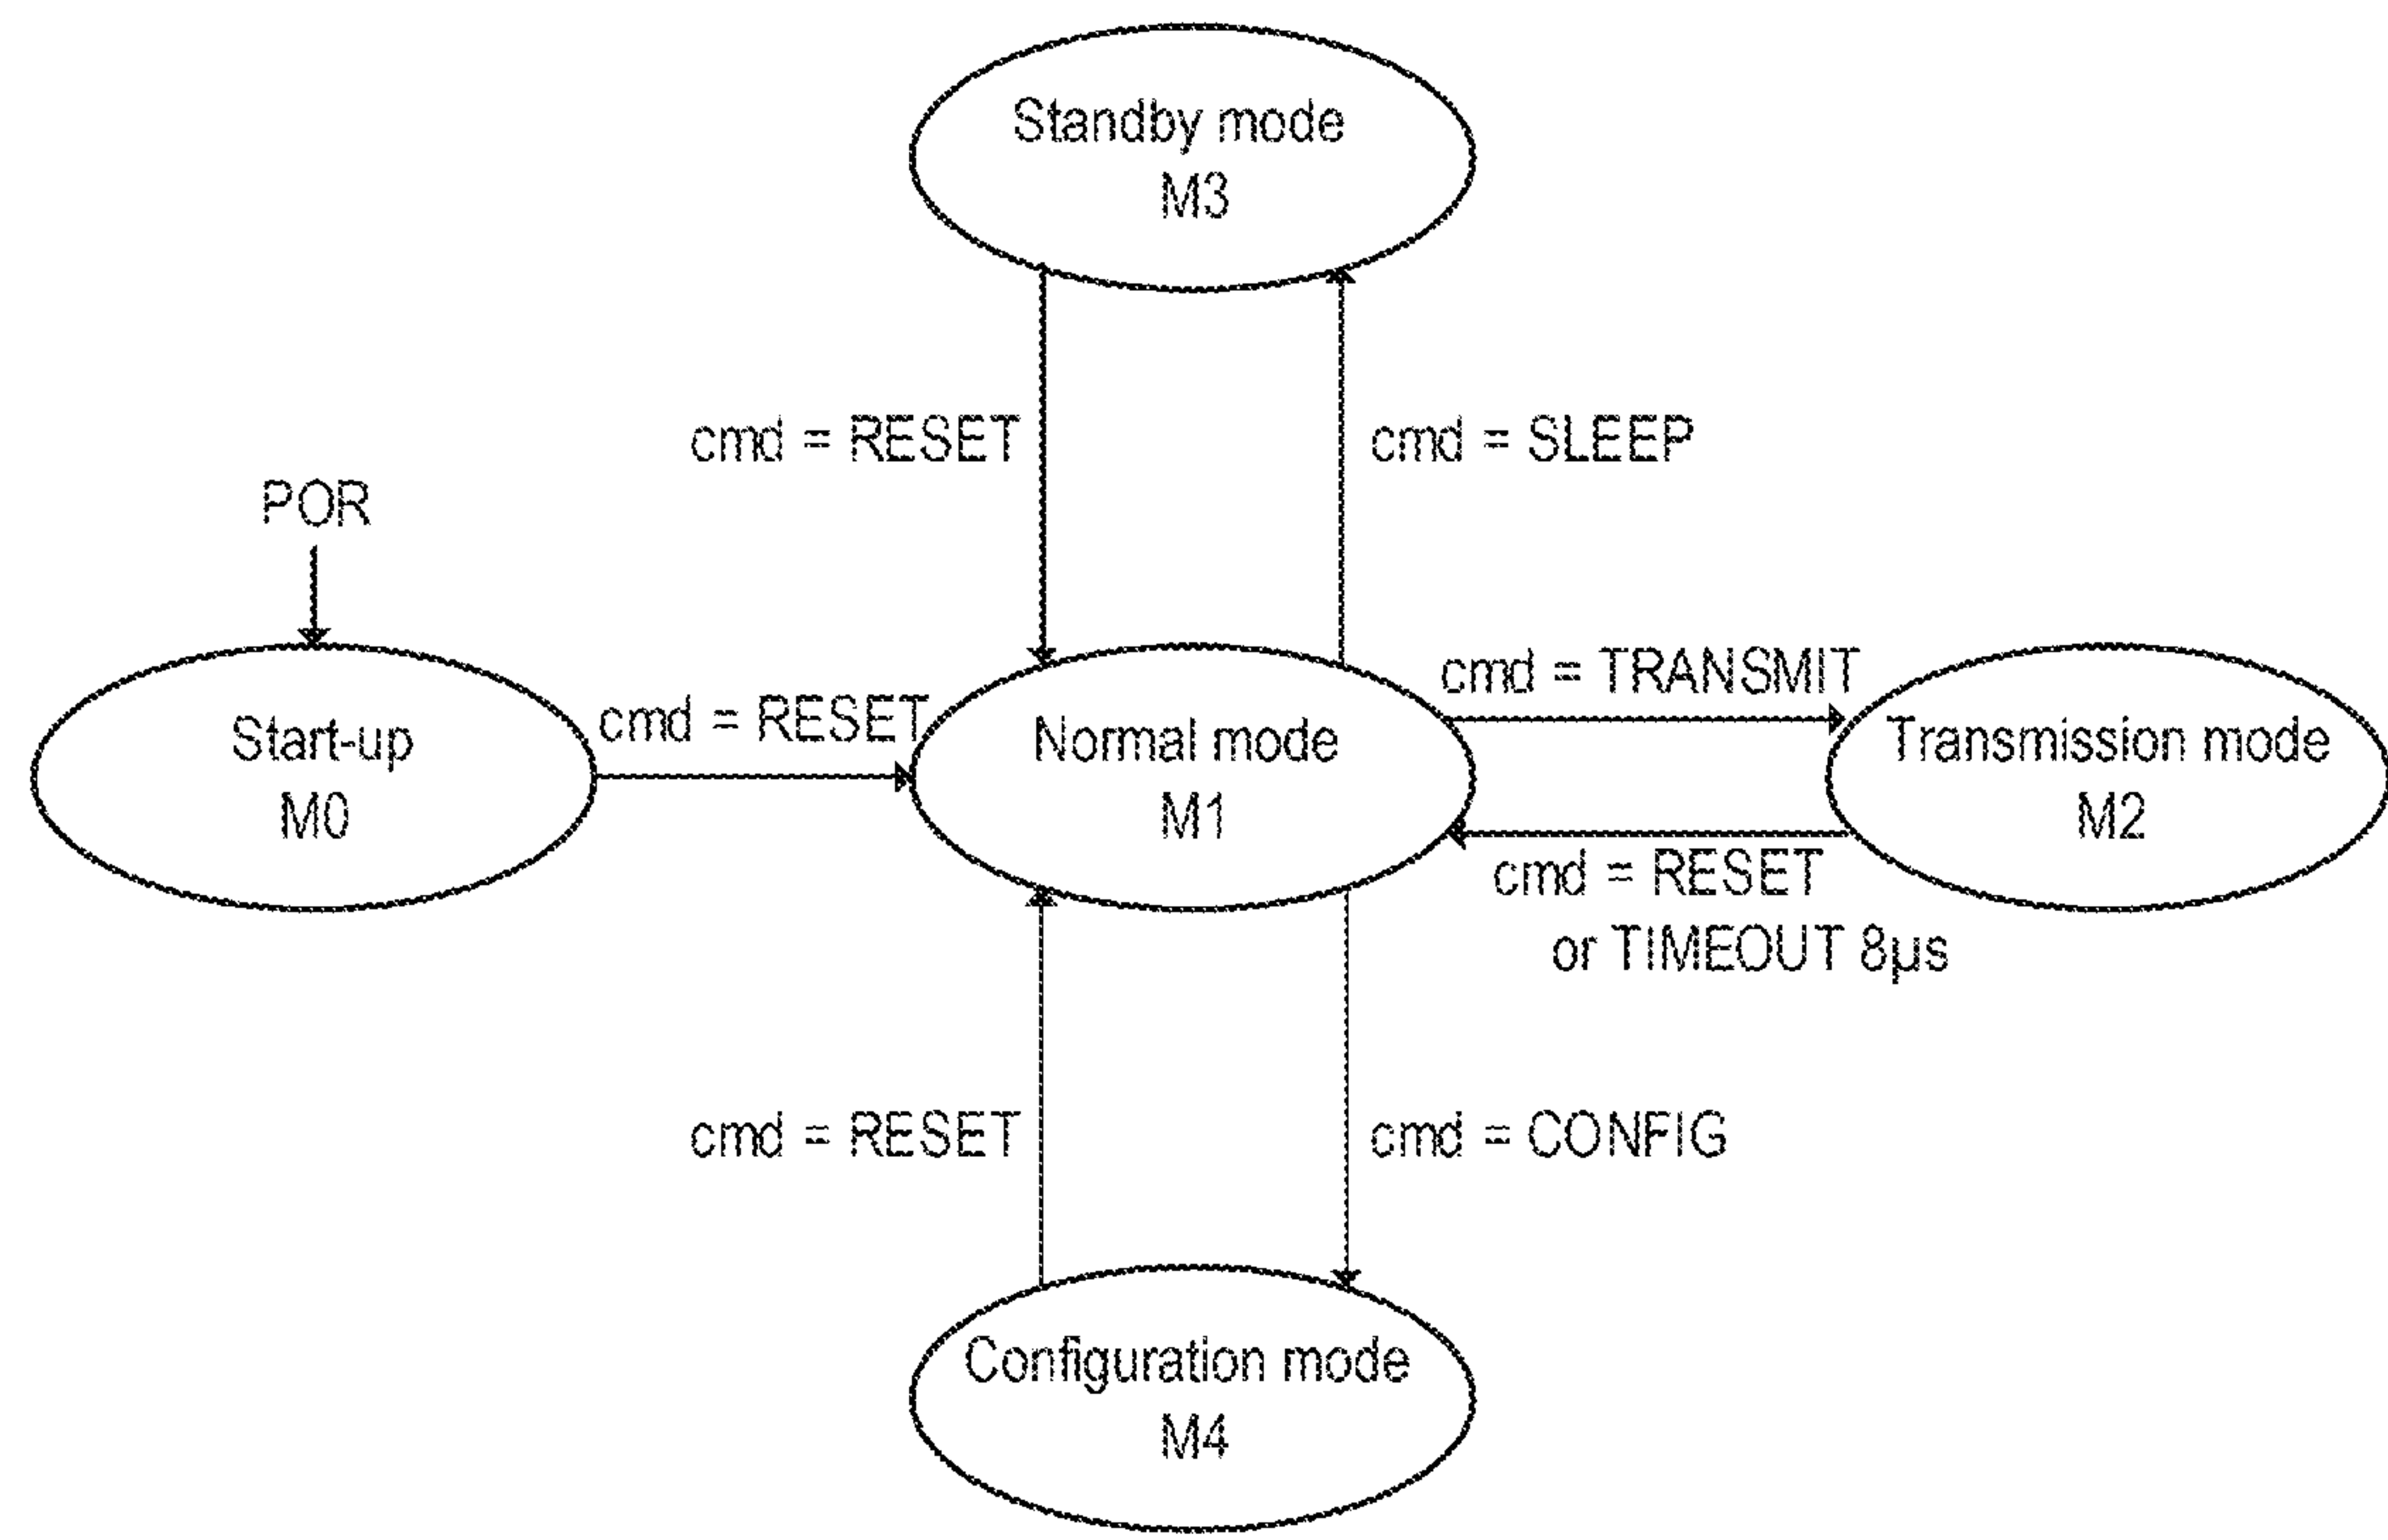 Standby mode
M3
cmd = RESET
cmd = SLEEP
POR
Start-up
M0
cmd = RESET
Normal mode
M1
cmd = TRANSMIT
Transmission mode
M2
cmd = RESET
or TIMEOUT 8µs
cmd = RESET
cmd = CONFIG
Configuration mode
M4